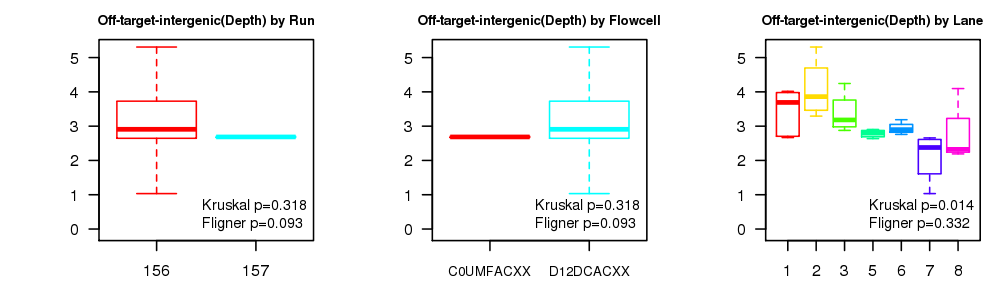 Off-target-intergenic(Depth) by Run
5
4
3
2
1
0
Kruskal p=0.318
Fligner p=0.093
156 157
Off-target-intergenic(Depth) by Flowcell
5
4
3
2
1
0
Kruskal p=0.318
Fligner p=0.093
C0UMFACXX D12DCACXX
Off-target-intergenic(Depth) by Lane
5
4
3
2
1
0
Kruskal p=0.014
Fligner p=0.332
1 2 3 5 6 7 8